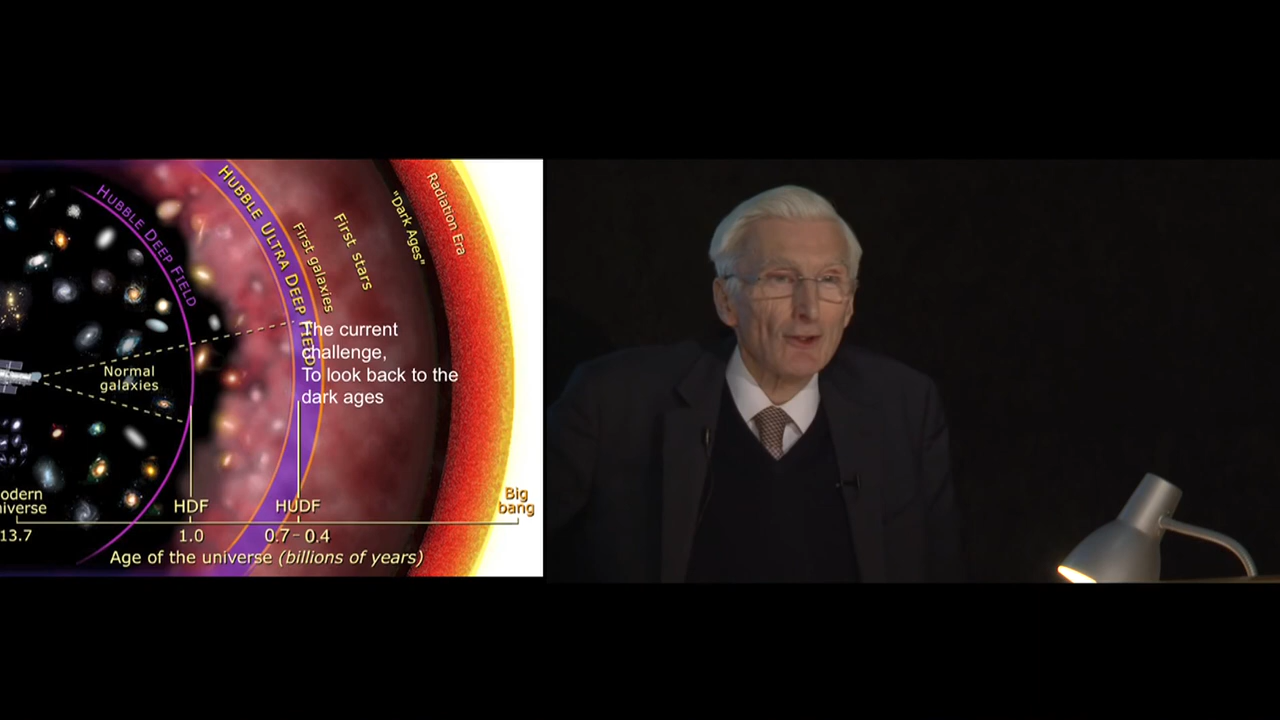 HUBBLE DEEP FIELD
HUBBLE ULTRA DEEP FIELD
First galaxies
First stars
"Dark Ages"
Radiation Era
The current
challenge,
To look back to the
dark ages
Normal
galaxies
odern
iverse
HDF
HUDF
Big
bang
13.7
1.0
0.7 - 0.4
Age of the universe (billions of years)